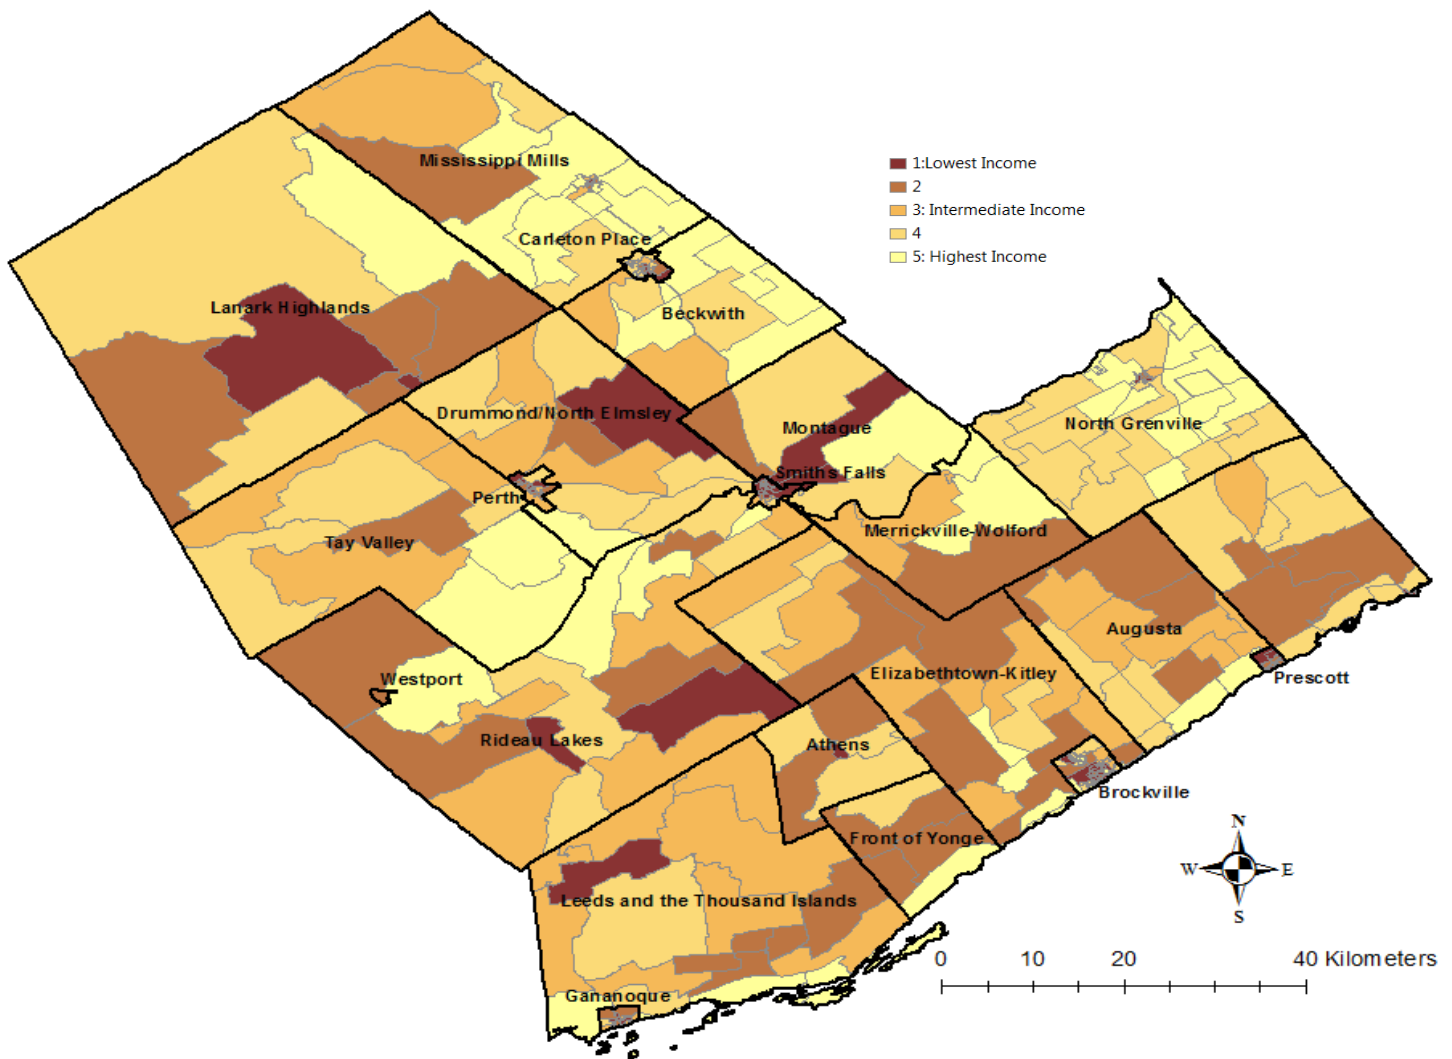 Mississippi Mills
1:Lowest Income
2
3: Intermediate Income
4
5: Highest Income
Carleton Place
Lanark Highlands
Beckwith
Drummond/North Elmsley
Montague
North Grenville
Smiths Falls
Perth
Merrickville-Wolford
Tay Valley
Augusta
Elizabethtown-Kitley
Westport
Prescott
Rideau Lakes
Athens
Brockville
Front of Yonge
N
W
E
S
Leeds and the Thousand Islands
0
10
20
40 Kilometers
Gananoque